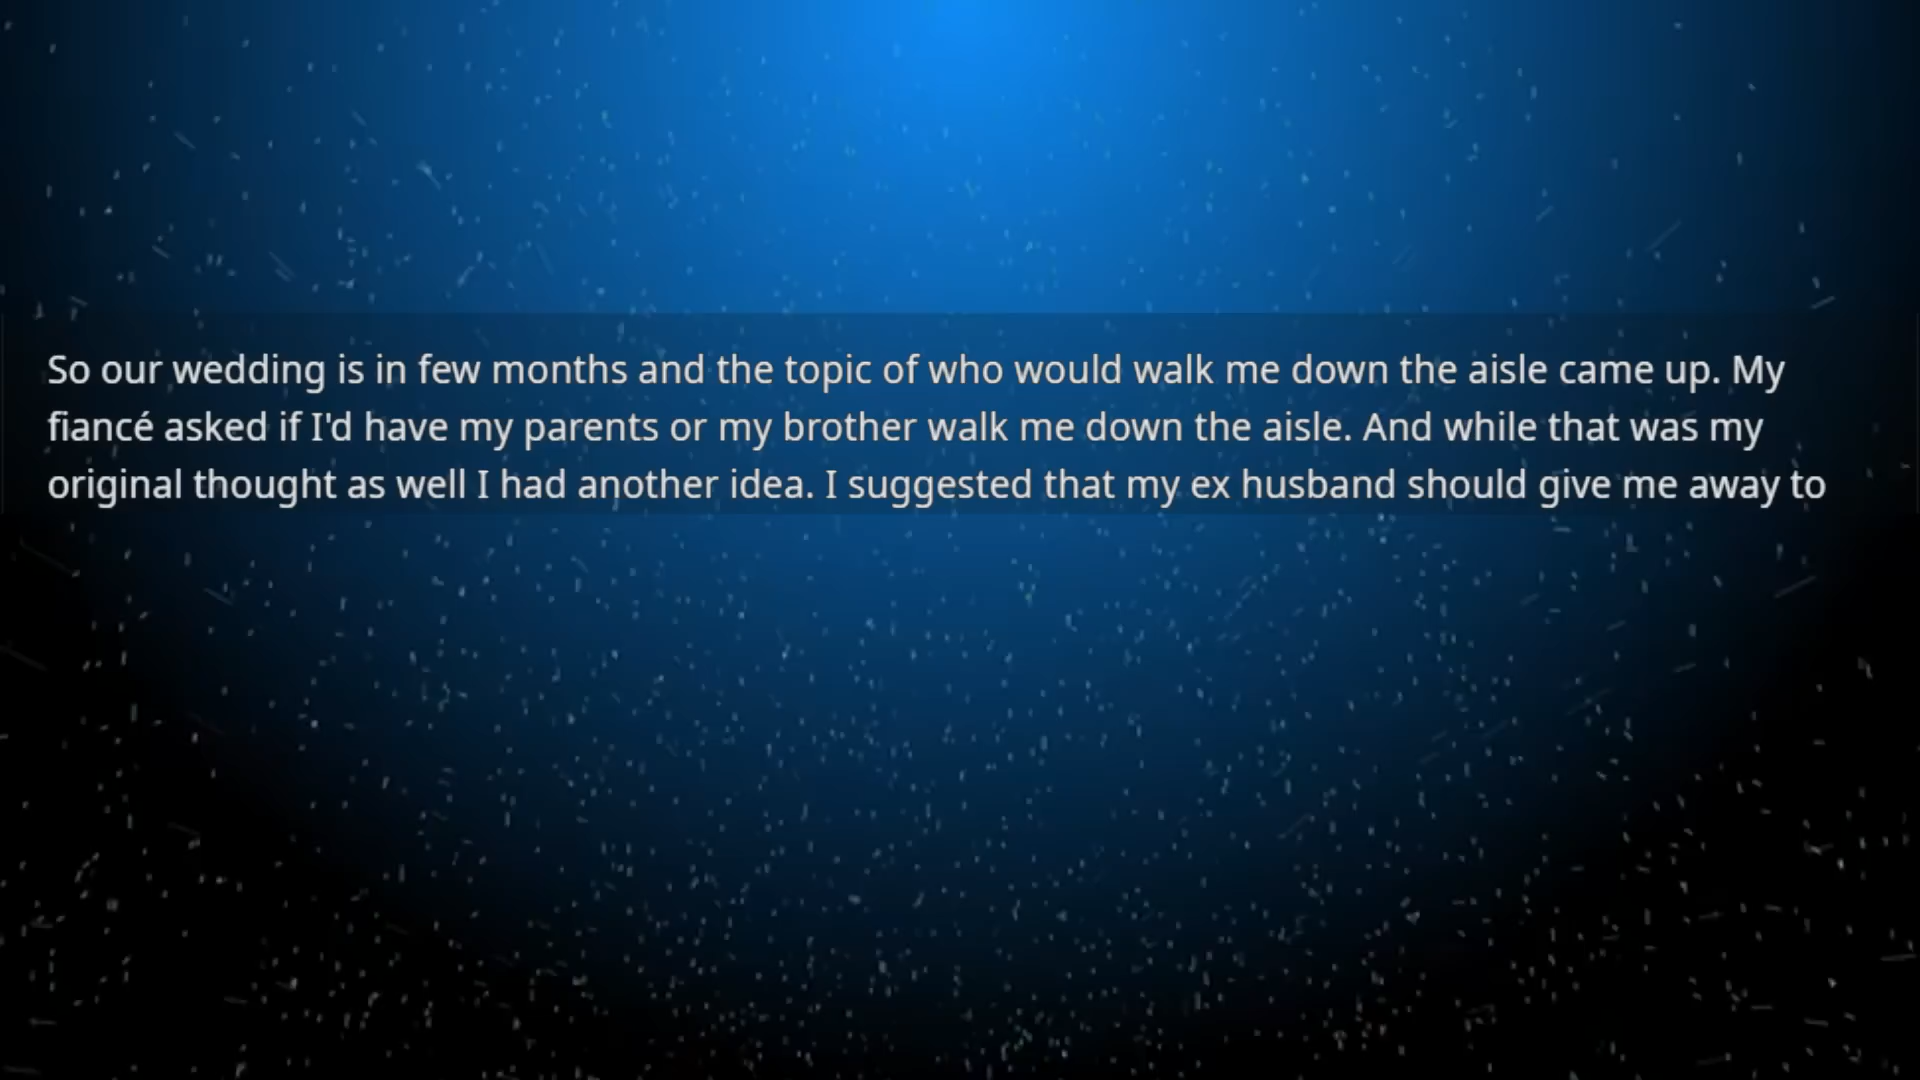 So our wedding is in few months and the topic of who would walk me down the aisle came up. My
fiancé asked if I'd have my parents or my brother walk me down the aisle. And while that was my
original thought as well I had another idea. I suggested that my ex husband should give me away to